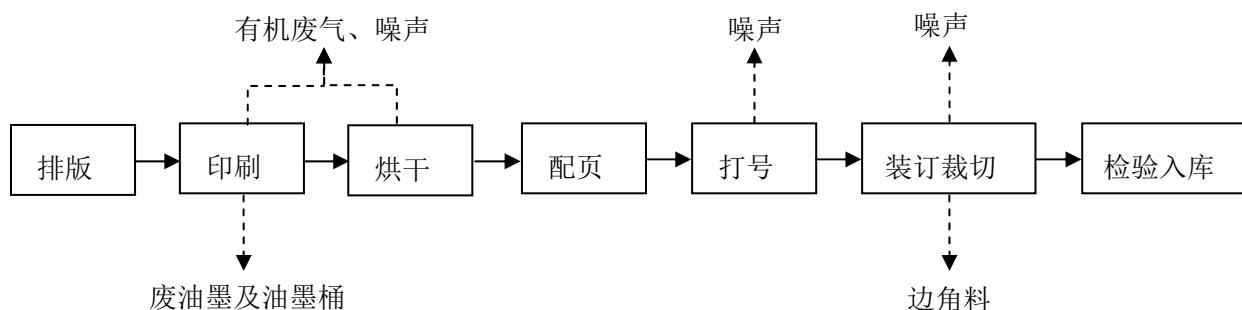 有机废气、噪声
噪声
噪声
排版
印刷
烘干
配页
打号
装订裁切
检验入库
废油墨及油墨桶
边角料